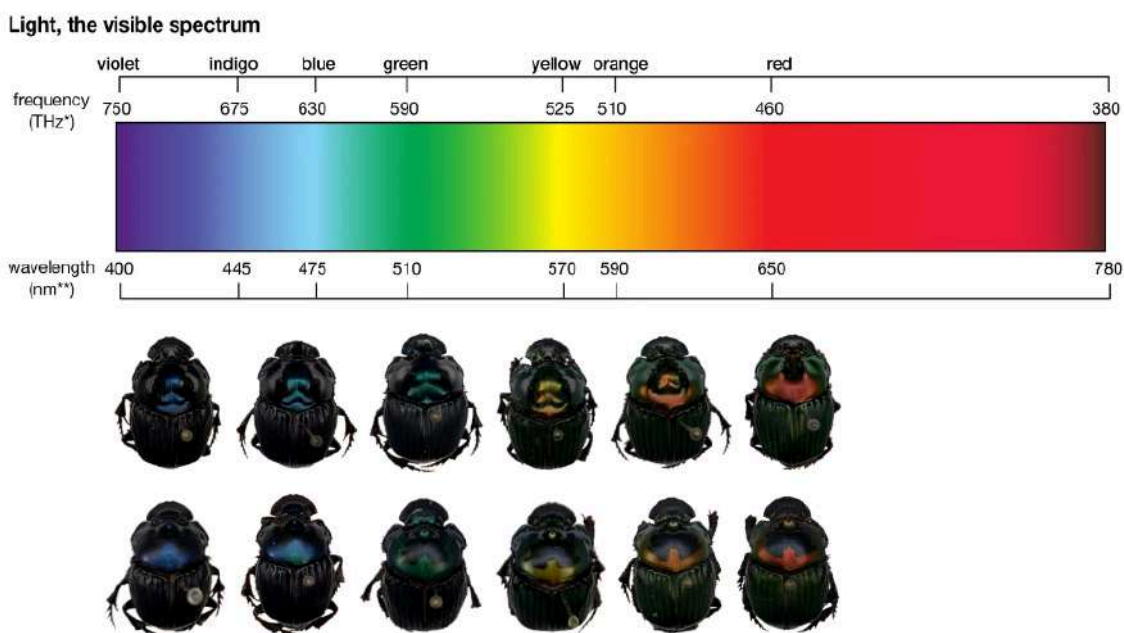 Light, the visible spectrum
violet indigo blue green yellow orange red
frequency
(THz*)
750 675 630 590 525 510 460 380
wavelength
(nm**)
400 445 475 510 570 590 650 780